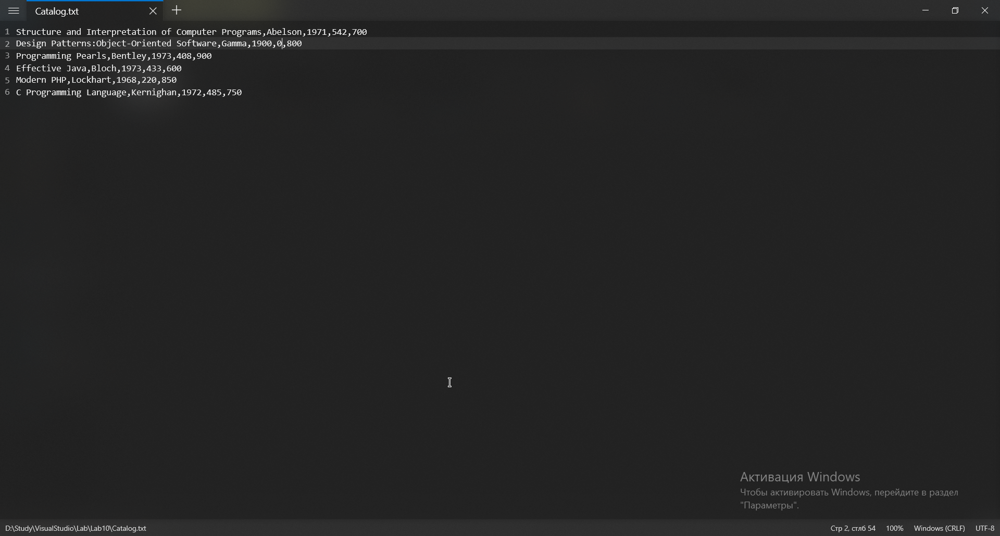 Catalog.txt
1 Structure and Interpretation of Computer Programs,Abelson,1971,542,700
2 Design Patterns:Object-Oriented Software,Gamma,1900,0,800
3 Programming Pearls,Bentley,1973,408,900
4 Effective Java,Bloch,1973,433,600
5 Modern PHP,Lockhart,1968,220,850
6 C Programming Language,Kernighan,1972,485,750
Активация Windows
Чтобы активировать Windows, перейдите в раздел
"Параметры".
D:\Study\VisualStudio\Lab\Lab10\Catalog.txt Стр 2, стлб 54 100% Windows (CRLF) UTF-8